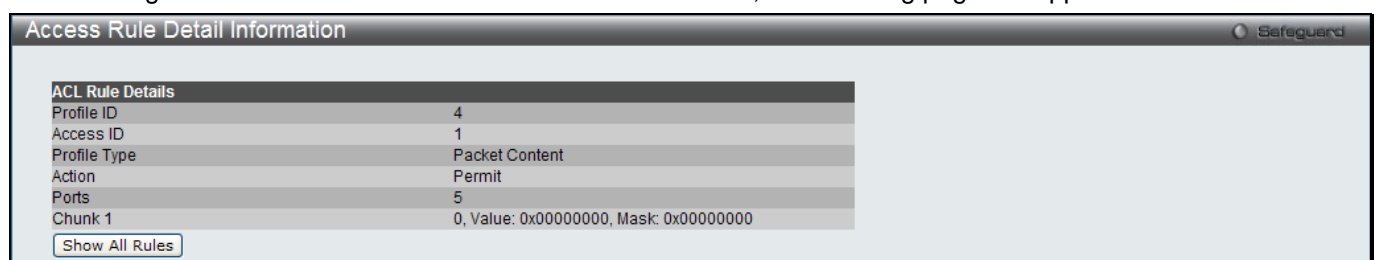 Access Rule Detail Information
Safeguard
ACL Rule Details
Profile ID 4
Access ID 1
Profile Type Packet Content
Action Permit
Ports 5
Chunk 1 0, Value: 0x00000000, Mask: 0x00000000
Show All Rules